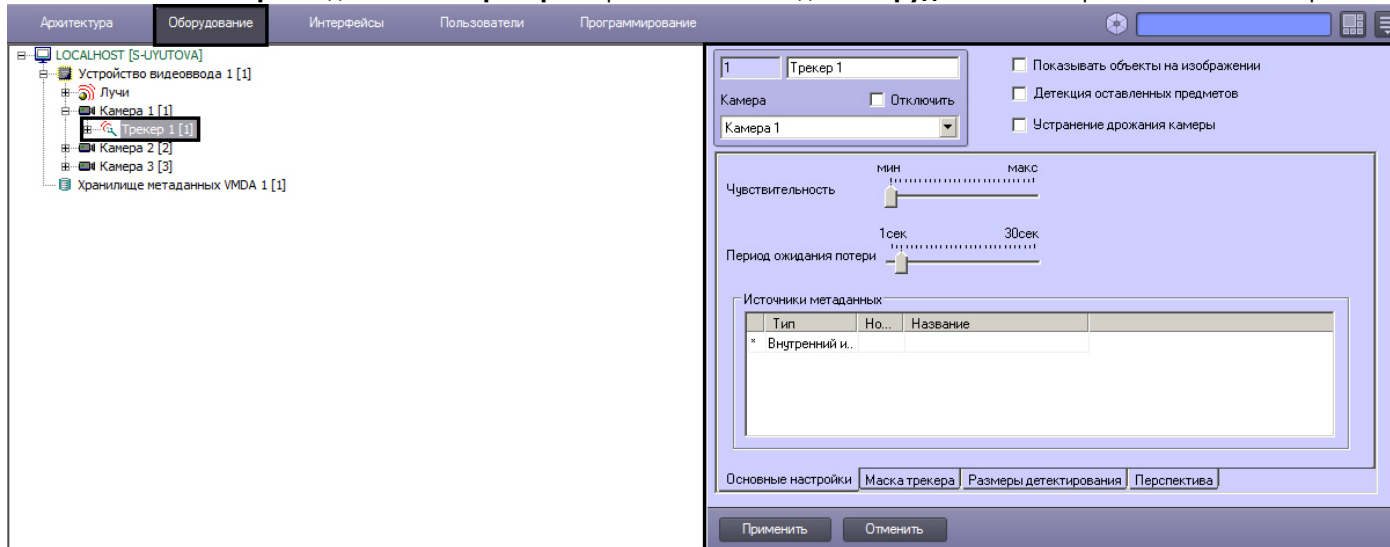 Архитектура Оборудование Интерфейсы Пользователи Программирование
LOCALHOST [S-UYUTOVA]
Устройство видеоввода 1 [1]
Лучи
Камера 1 [1]
Трекер 1 [1]
Камера 2 [2]
Камера 3 [3]
Хранилище метаданных VMDA 1 [1]
1 Трекер 1
Камера Отключить
Камера 1
Показывать объекты на изображении
Детекция оставленных предметов
Устранение дрожания камеры
мин макс
Чувствительность
1сек 30сек
Период ожидания потери
Источники метаданных
Тип Но... Название
* Внутренний и..
Основные настройки Маска трекера Размеры детектирования Перспектива
Применить Отменить